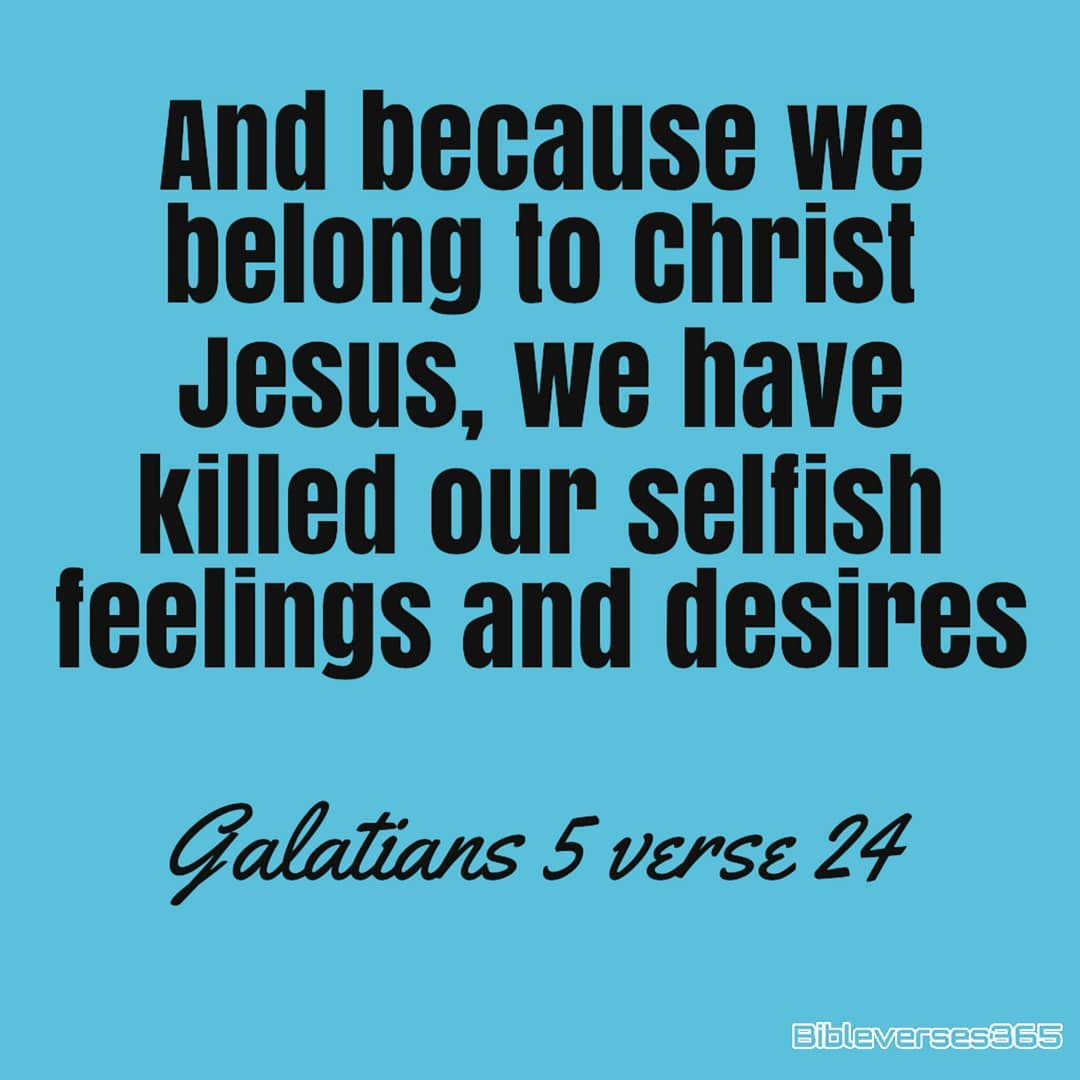 And because we
belong to Christ
Jesus, we have
killed our selfish
feelings and desires
Galatians 5 verse 24
Bibleverses365